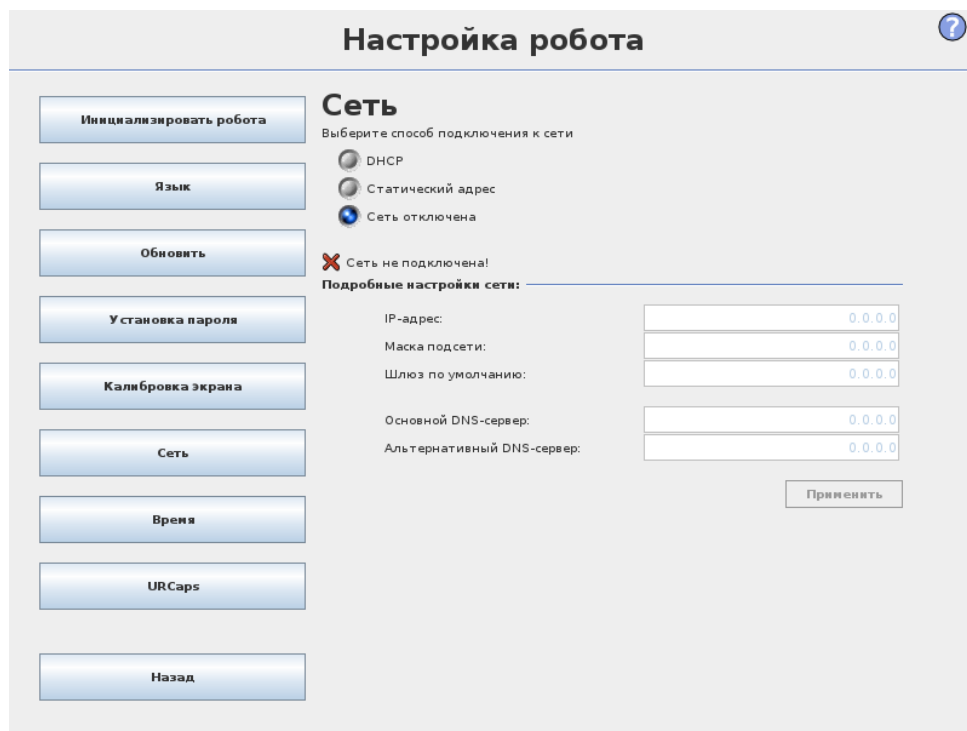 Настройка робота
?
Инициализировать робота
Язык
Обновить
Установка пароля
Калибровка экрана
Сеть
Время
URCaps
Назад
Сеть
Выберите способ подключения к сети
DHCP
Статический адрес
Сеть отключена
Сеть не подключена!
Подробные настройки сети:
IP-адрес: 0.0.0.0
Маска подсети: 0.0.0.0
Шлюз по умолчанию: 0.0.0.0
Основной DNS-сервер: 0.0.0.0
Альтернативный DNS-сервер: 0.0.0.0
Применить